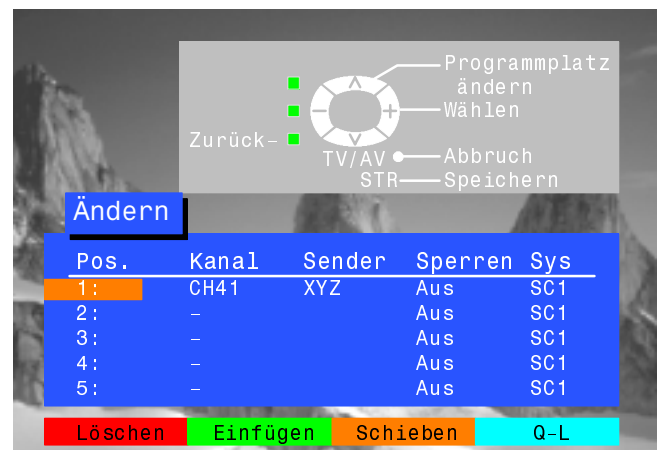 Programmplatz
ändern
Wählen
Zurück–
TV/AV Abbruch
STR Speichern
Ändern
Pos. Kanal Sender Sperren Sys
1: CH41 XYZ Aus SC1
2: – Aus SC1
3: – Aus SC1
4: – Aus SC1
5: – Aus SC1
Löschen Einfügen Schieben Q–L